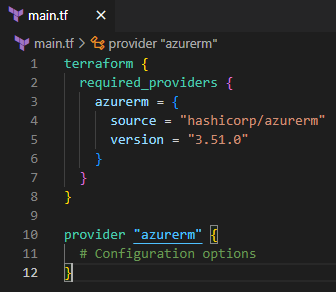 main.tf
main.tf > provider "azurerm"
1 terraform {
2   required_providers {
3     azurerm = {
4       source = "hashicorp/azurerm"
5       version = "3.51.0"
6     }
7   }
8 }
9
10 provider "azurerm" {
11   # Configuration options
12 }